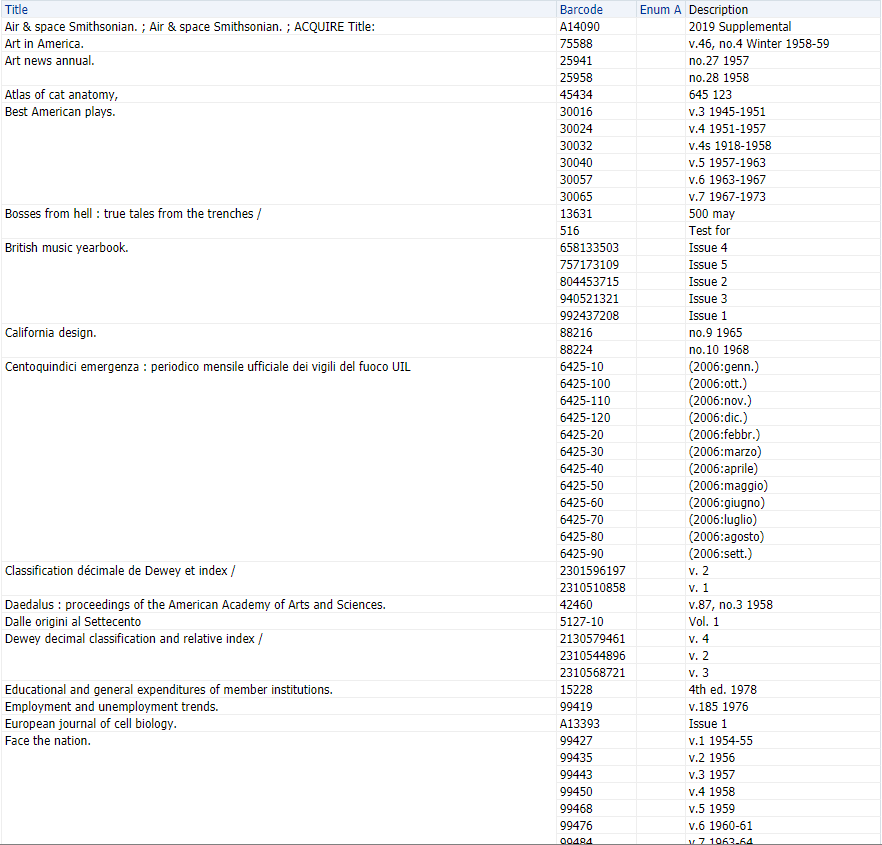 Title Barcode Enum A Description
Air & space Smithsonian. ; Air & space Smithsonian. ; ACQUIRE Title: A14090 2019 Supplemental
Art in America. 75588 v.46, no.4 Winter 1958-59
Art news annual. 25941 no.27 1957
25958 no.28 1958
Atlas of cat anatomy, 45434 645 123
Best American plays. 30016 v.3 1945-1951
30024 v.4 1951-1957
30032 v.4s 1918-1958
30040 v.5 1957-1963
30057 v.6 1963-1967
30065 v.7 1967-1973
Bosses from hell : true tales from the trenches / 13631 500 may
516 Test for
British music yearbook. 658133503 Issue 4
757173109 Issue 5
804453715 Issue 2
940521321 Issue 3
992437208 Issue 1
California design. 88216 no.9 1965
88224 no.10 1968
Centoquindici emergenza : periodico mensile ufficiale dei vigili del fuoco UIL 6425-10 (2006:genn.)
6425-100 (2006:ott.)
6425-110 (2006:nov.)
6425-120 (2006:dic.)
6425-20 (2006:febbr.)
6425-30 (2006:marzo)
6425-40 (2006:aprile)
6425-50 (2006:maggio)
6425-60 (2006:giugno)
6425-70 (2006:luglio)
6425-80 (2006:agosto)
6425-90 (2006:sett.)
Classification décimale de Dewey et index / 2301596197 v. 2
2310510858 v. 1
Daedalus : proceedings of the American Academy of Arts and Sciences. 42460 v.87, no.3 1958
Dalle origini al Settecento 5127-10 Vol. 1
Dewey decimal classification and relative index / 2130579461 v. 4
2310544896 v. 2
2310568721 v. 3
Educational and general expenditures of member institutions. 15228 4th ed. 1978
Employment and unemployment trends. 99419 v.185 1976
European journal of cell biology. A13393 Issue 1
Face the nation. 99427 v.1 1954-55
99435 v.2 1956
99443 v.3 1957
99450 v.4 1958
99468 v.5 1959
99476 v.6 1960-61
99484 v.7 1963-64